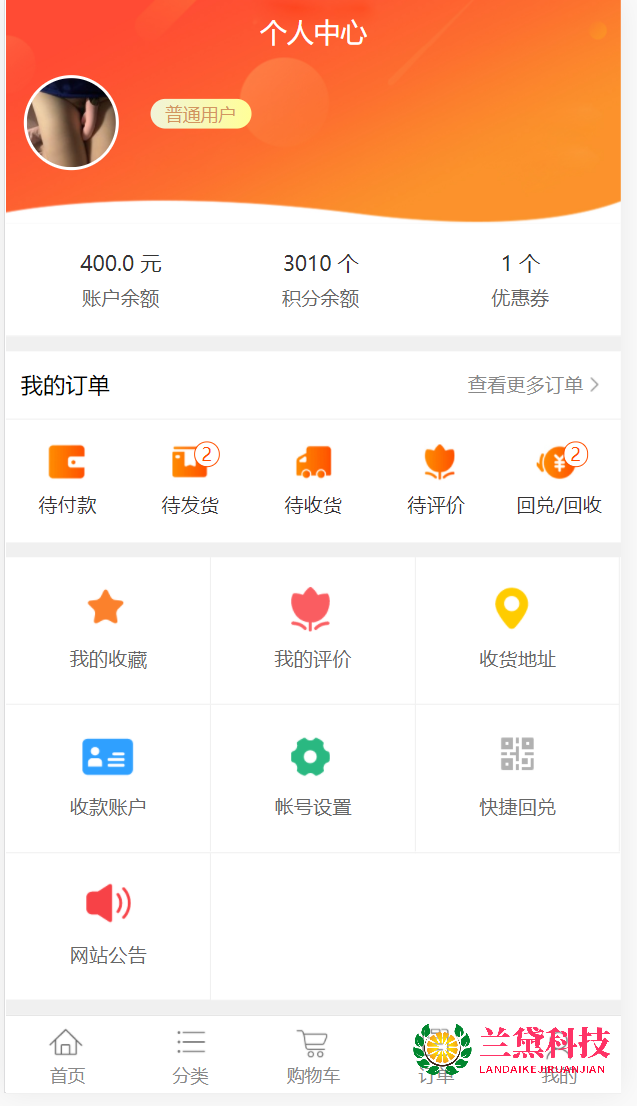 个人中心
普通用户
400.0 元
3010 个
1 个
账户余额
积分余额
优惠券
我的订单
查看更多订单
2
2
待付款
待发货
待收货
待评价
回兑/回收
我的收藏
我的评价
收货地址
收款账户
帐号设置
快捷回兑
网站公告
兰黛科技
LANDAIKEJIRUANJIAN
首页
分类
购物车
订单
我的